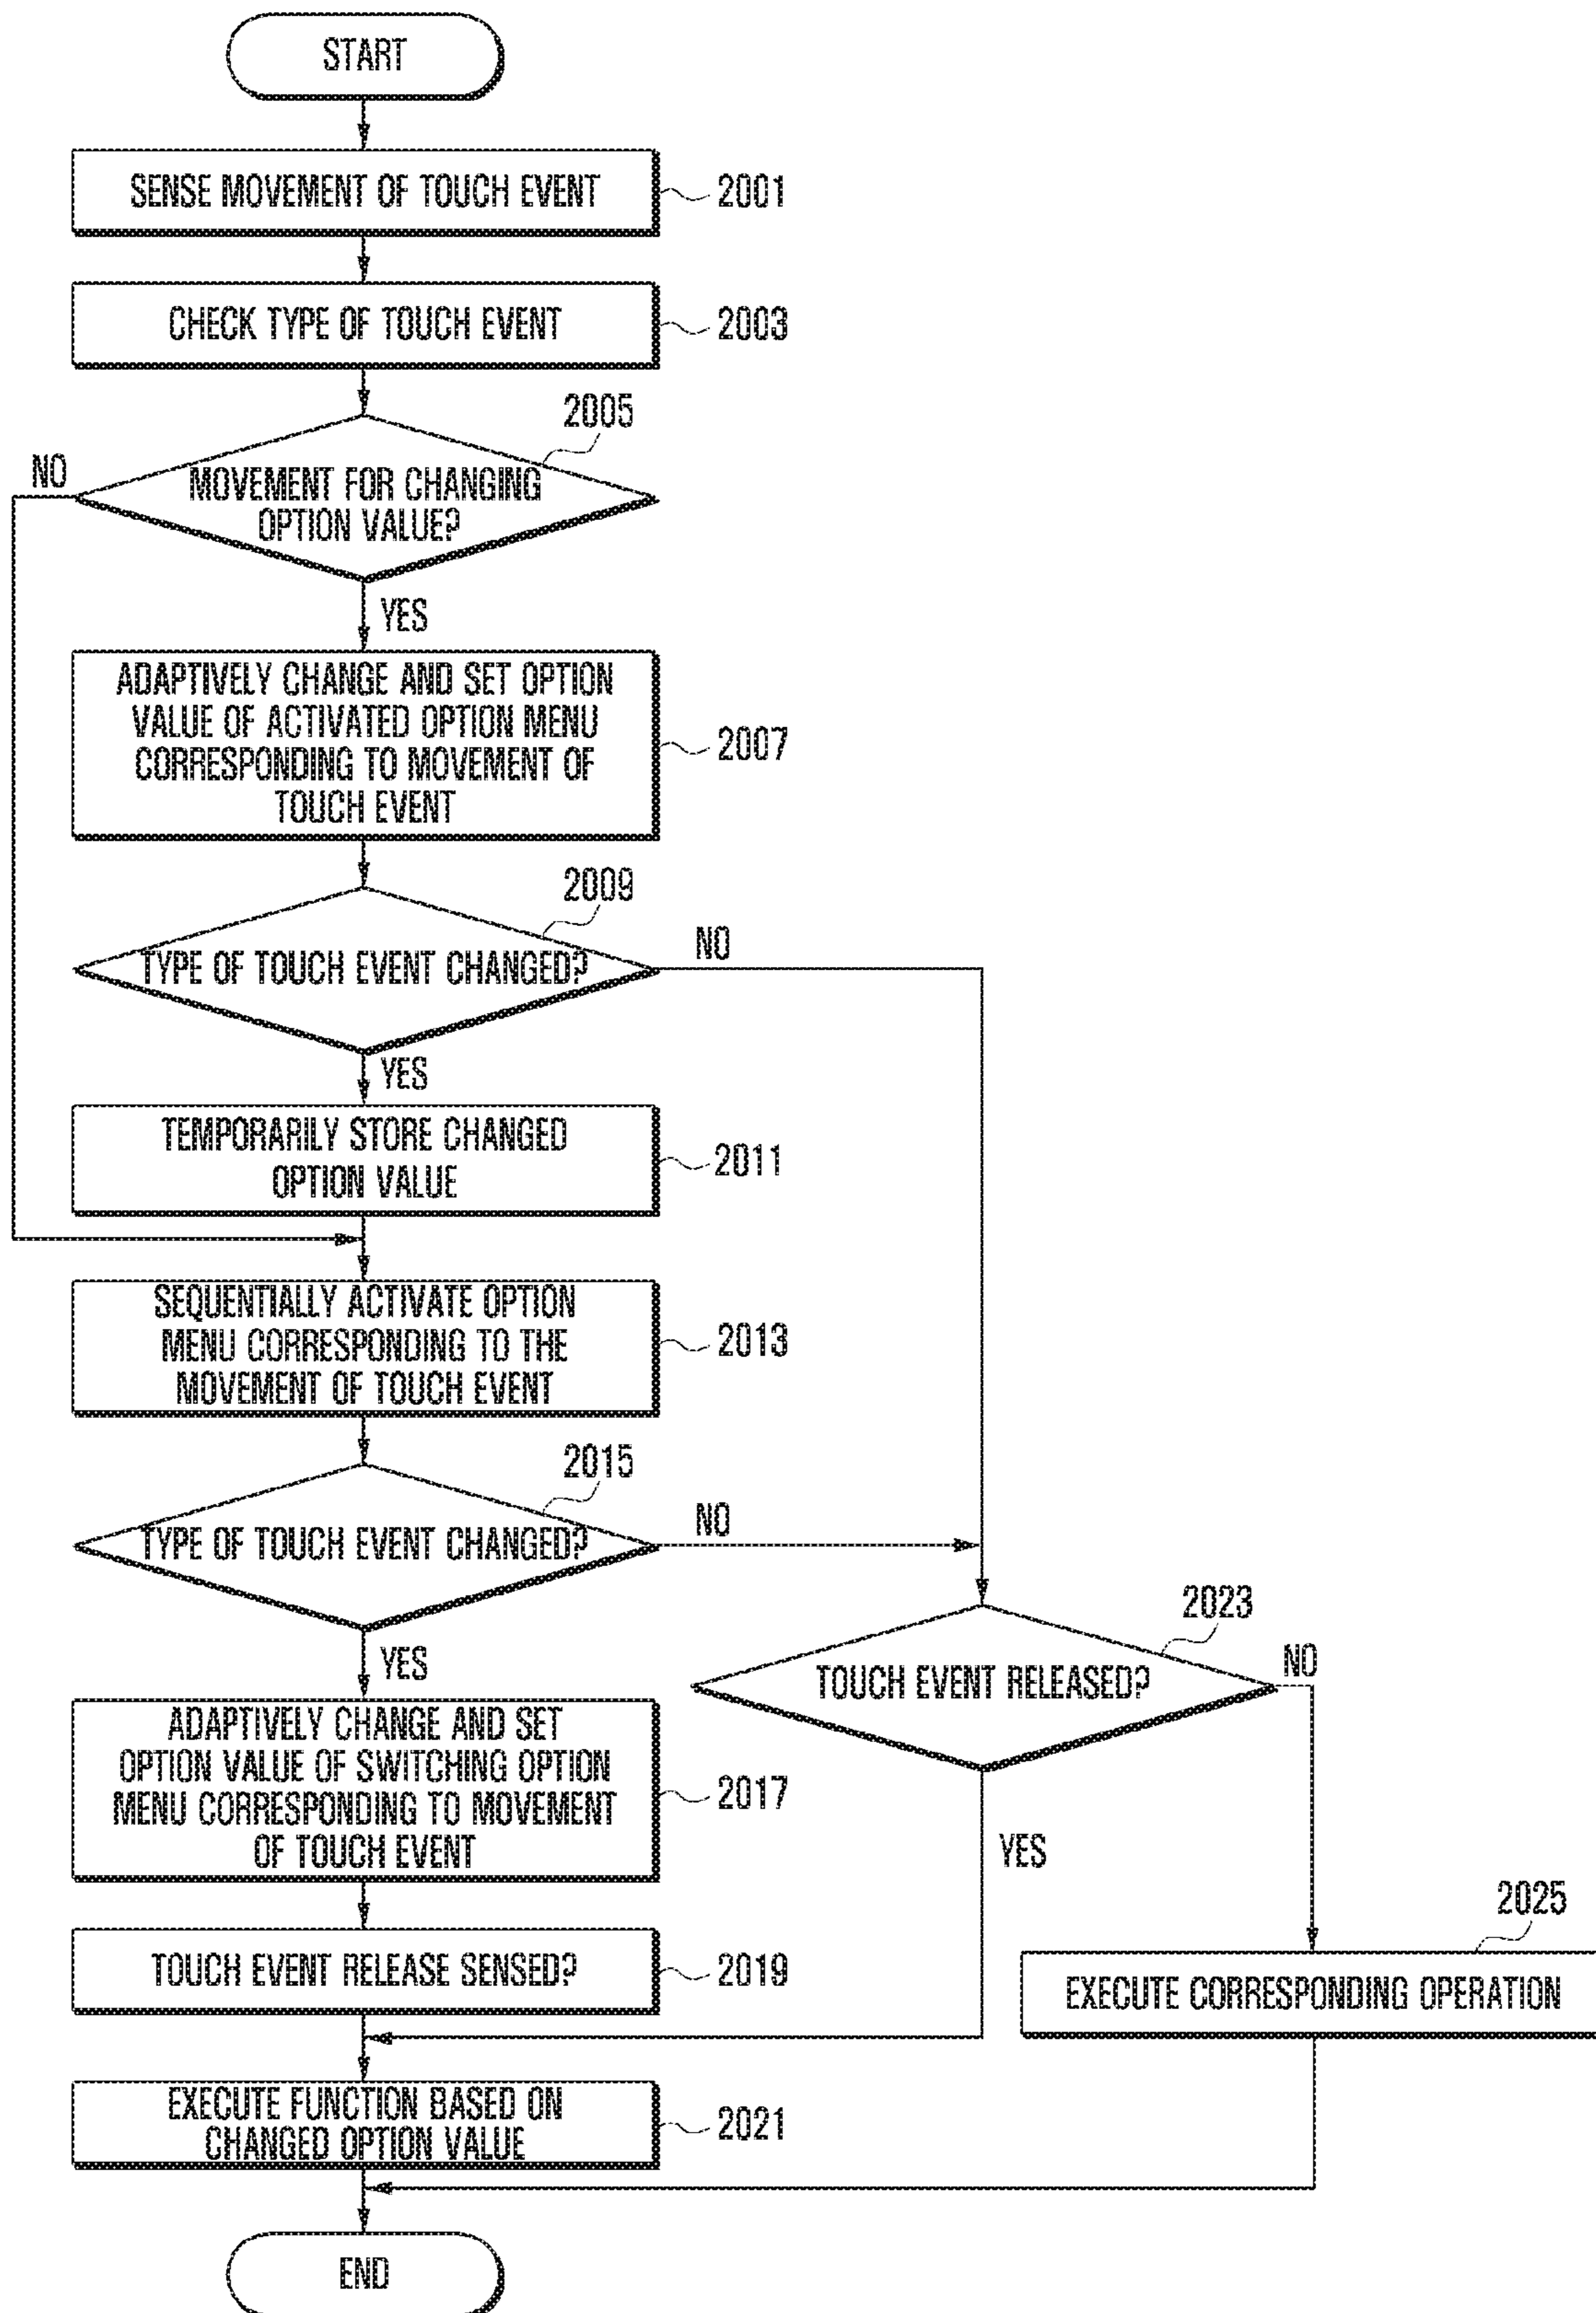 START
SENSE MOVEMENT OF TOUCH EVENT
2001
CHECK TYPE OF TOUCH EVENT
2003
2005
NO
MOVEMENT FOR CHANGING
OPTION VALUE?
YES
ADAPTIVELY CHANGE AND SET OPTION
VALUE OF ACTIVATED OPTION MENU
CORRESPONDING TO MOVEMENT OF
TOUCH EVENT
2007
2009
TYPE OF TOUCH EVENT CHANGED?
NO
YES
TEMPORARILY STORE CHANGED
OPTION VALUE
2011
SEQUENTIALLY ACTIVATE OPTION
MENU CORRESPONDING TO THE
MOVEMENT OF TOUCH EVENT
2013
2015
TYPE OF TOUCH EVENT CHANGED?
NO
YES
2023
TOUCH EVENT RELEASED?
NO
YES
ADAPTIVELY CHANGE AND SET
OPTION VALUE OF SWITCHING OPTION
MENU CORRESPONDING TO MOVEMENT
OF TOUCH EVENT
2017
2025
EXECUTE CORRESPONDING OPERATION
TOUCH EVENT RELEASE SENSED?
2019
EXECUTE FUNCTION BASED ON
CHANGED OPTION VALUE
2021
END